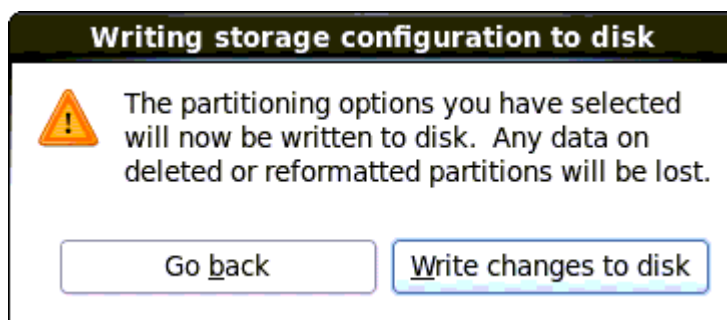 Writing storage configuration to disk
The partitioning options you have selected
will now be written to disk.  Any data on
deleted or reformatted partitions will be lost.
Go back
Write changes to disk